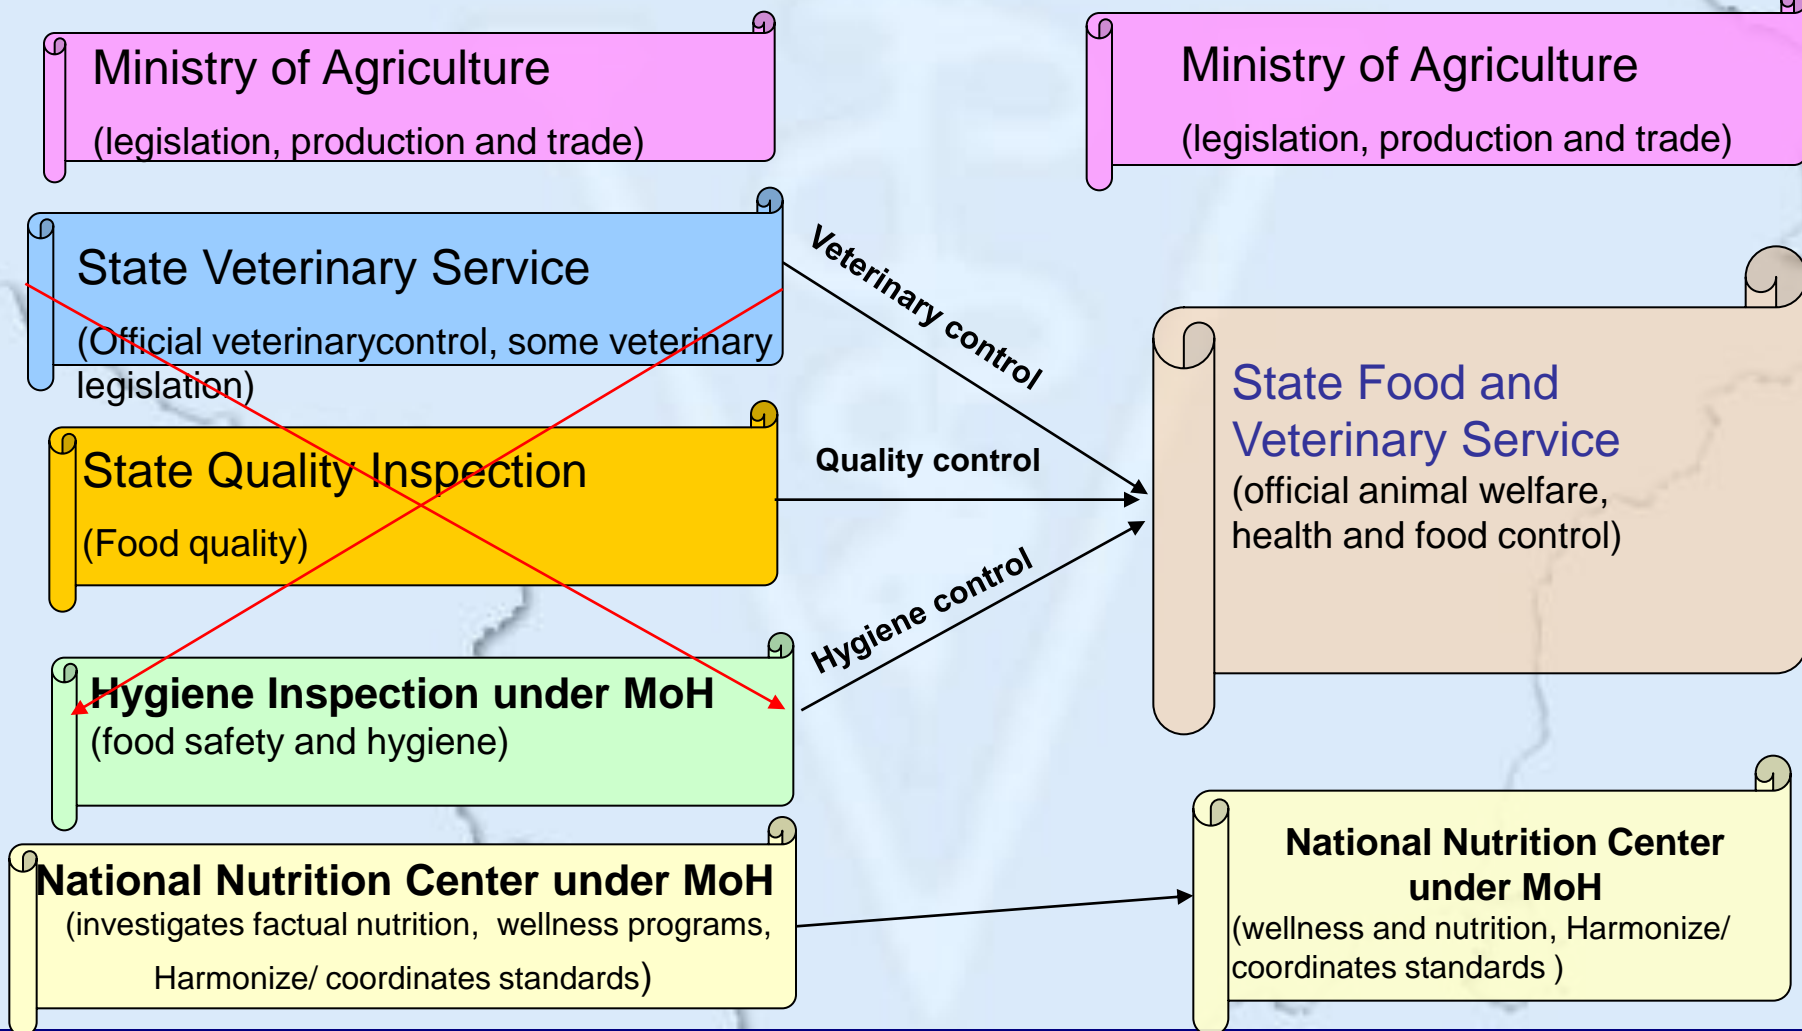 Ministry of Agriculture
(legislation, production and trade)
State Veterinary Service
(Official veterinarycontrol, some veterinary
legislation)
State Quality Inspection
(Food quality)
Hygiene Inspection under MoH
(food safety and hygiene)
National Nutrition Center under MoH
(investigates factual nutrition, wellness programs,
Harmonize/ coordinates standards)
Veterinary control
Quality control
Hygiene control
Ministry of Agriculture
(legislation, production and trade)
State Food and
Veterinary Service
(official animal welfare,
health and food control)
National Nutrition Center
under MoH
(wellness and nutrition, Harmonize/
coordinates standards )